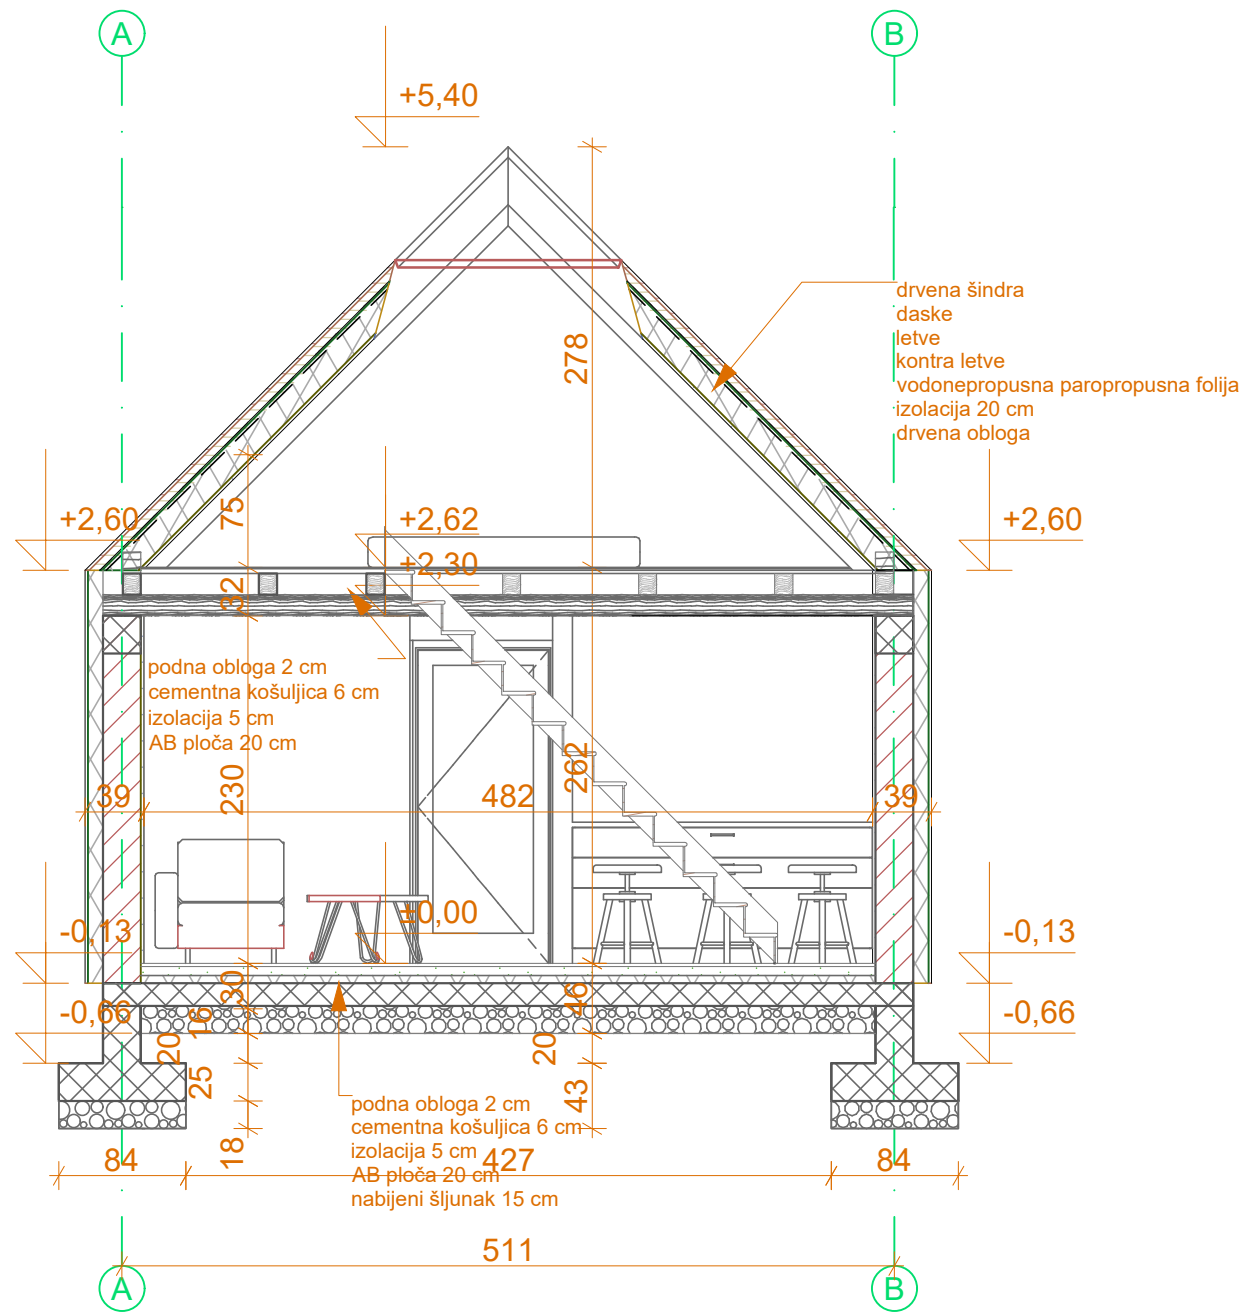 A
B
+5,40
278
drvena šindra
daske
letve
kontra letve
vodonepropusna paropropusna folija
izolacija 20 cm
drvena obloga
75
+2,60
+2,62
+2,60
+2,30
32
podna obloga 2 cm
cementna košuljica 6 cm
izolacija 5 cm
AB ploča 20 cm
230
262
39
482
39
-0,13
±0,00
-0,13
30
46
-0,66
16
-0,66
20
20
25
43
18
podna obloga 2 cm
cementna košuljica 6 cm
izolacija 5 cm
AB ploča 20 cm
nabijeni šljunak 15 cm
84
427
84
511
A
B